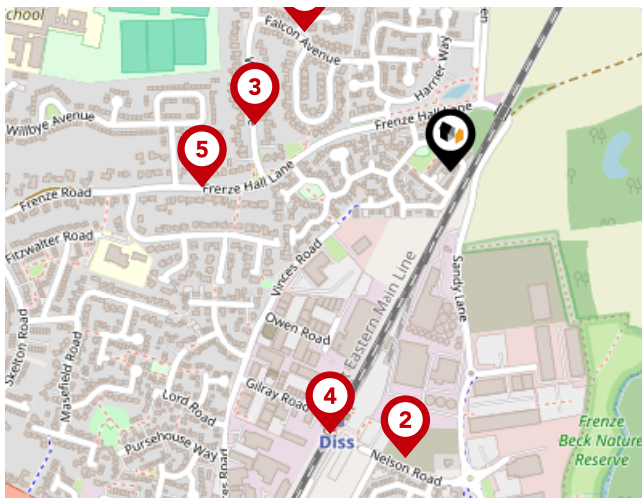 School
Falcon Avenue
Harrier Way
3
Willbye Avenue
Frenze Hall Lane
5
Frenze Hall Lane
Frenze Road
Fitzwalter Road
Vinces Road
Eastern Main Line
Sandy Lane
Skelton Road
Masefield Road
Owen Road
Gilray Road
Lord Road
4
2
Diss
Pursehouse Way
Nelson Road
Frenze
Beck Nature
Reserve
Road